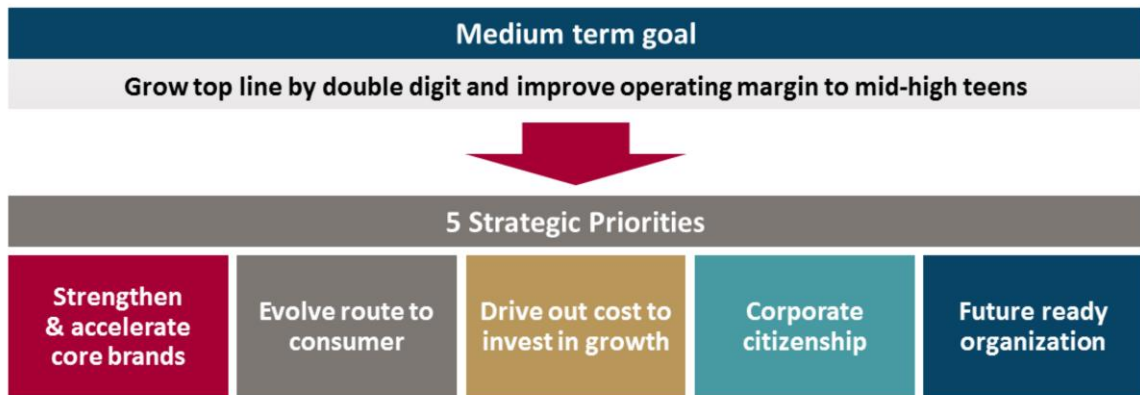 Medium term goal
Grow top line by double digit and improve operating margin to mid-high teens
5 Strategic Priorities
Strengthen
& accelerate
core brands
Evolve route to
consumer
Drive out cost to
invest in growth
Corporate
citizenship
Future ready
organization